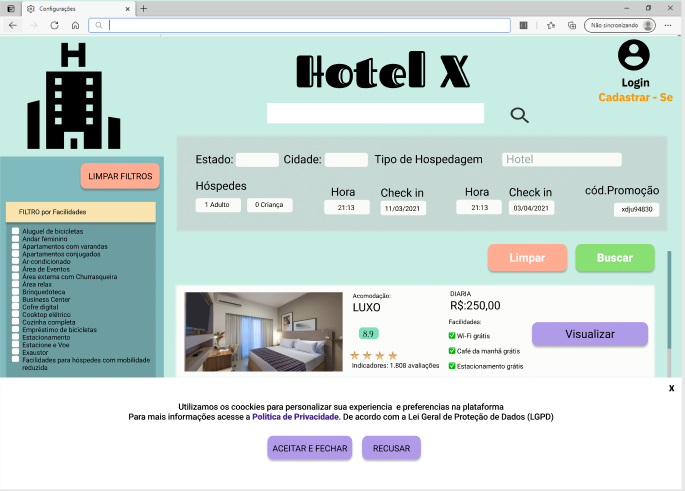 Configurações
Não sincronizando
H
Hotel X
Login
Cadastrar - Se
LIMPAR FILTROS
FILTRO por Facilidades
Aluguel de bicicletas
Andar feminino
Apartamentos com varandas
Apartamentos conjugados
Ar-condicionado
Área de Eventos
Área externa com Churrasqueira
Área relax
Brinquedoteca
Business Center
Cofre digital
Cooktop elétrico
Cozinha completa
Empréstimo de bicicletas
Estacionamento
Estacione e Voe
Exaustor
Facilidades para hóspedes com mobilidade
reduzida
Estado: Cidade: Tipo de Hospedagem Hotel
Hóspedes
1 Adulto 0 Criança
Hora Check in Hora Check in cód.Promoção
21:13 11/03/2021 21:13 03/04/2021 xdju94830
Limpar Buscar
Acomodação:
LUXO
8.9
Indicadores: 1.808 avaliações
DIARIA
R$:250,00
Facilidades:
Wi-Fi grátis
Café da manhã grátis
Estacionamento grátis
Visualizar
X
Utilizamos os coockies para personalizar sua experiencia e preferencias na plataforma
Para mais informações acesse a Politica de Privacidade. De acordo com a Lei Geral de Proteção de Dados (LGPD)
ACEITAR E FECHAR RECUSAR